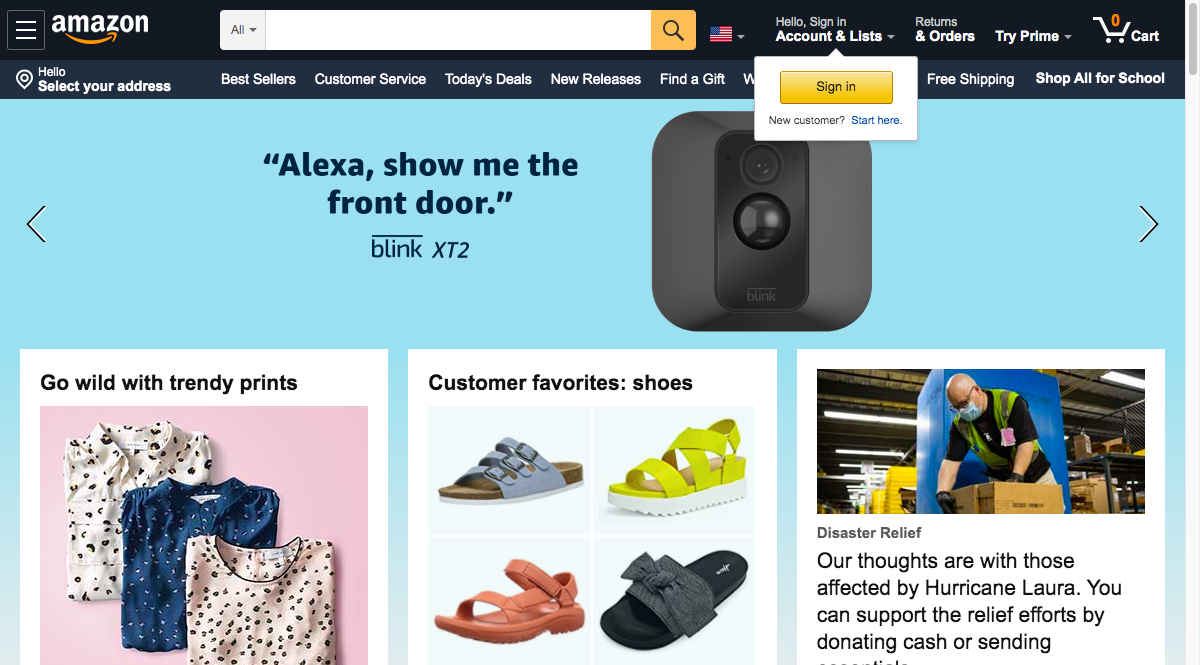 amazon
All
Hello, Sign in
Account & Lists
Returns
& Orders
Try Prime
0
Cart
Hello
Select your address
Best Sellers
Customer Service
Today's Deals
New Releases
Find a Gift
W
Free Shipping
Shop All for School
Sign in
New customer? Start here.
“Alexa, show me the
front door.”
blink XT2
blink
Go wild with trendy prints
Customer favorites: shoes
Disaster Relief
Our thoughts are with those
affected by Hurricane Laura. You
can support the relief efforts by
donating cash or sending